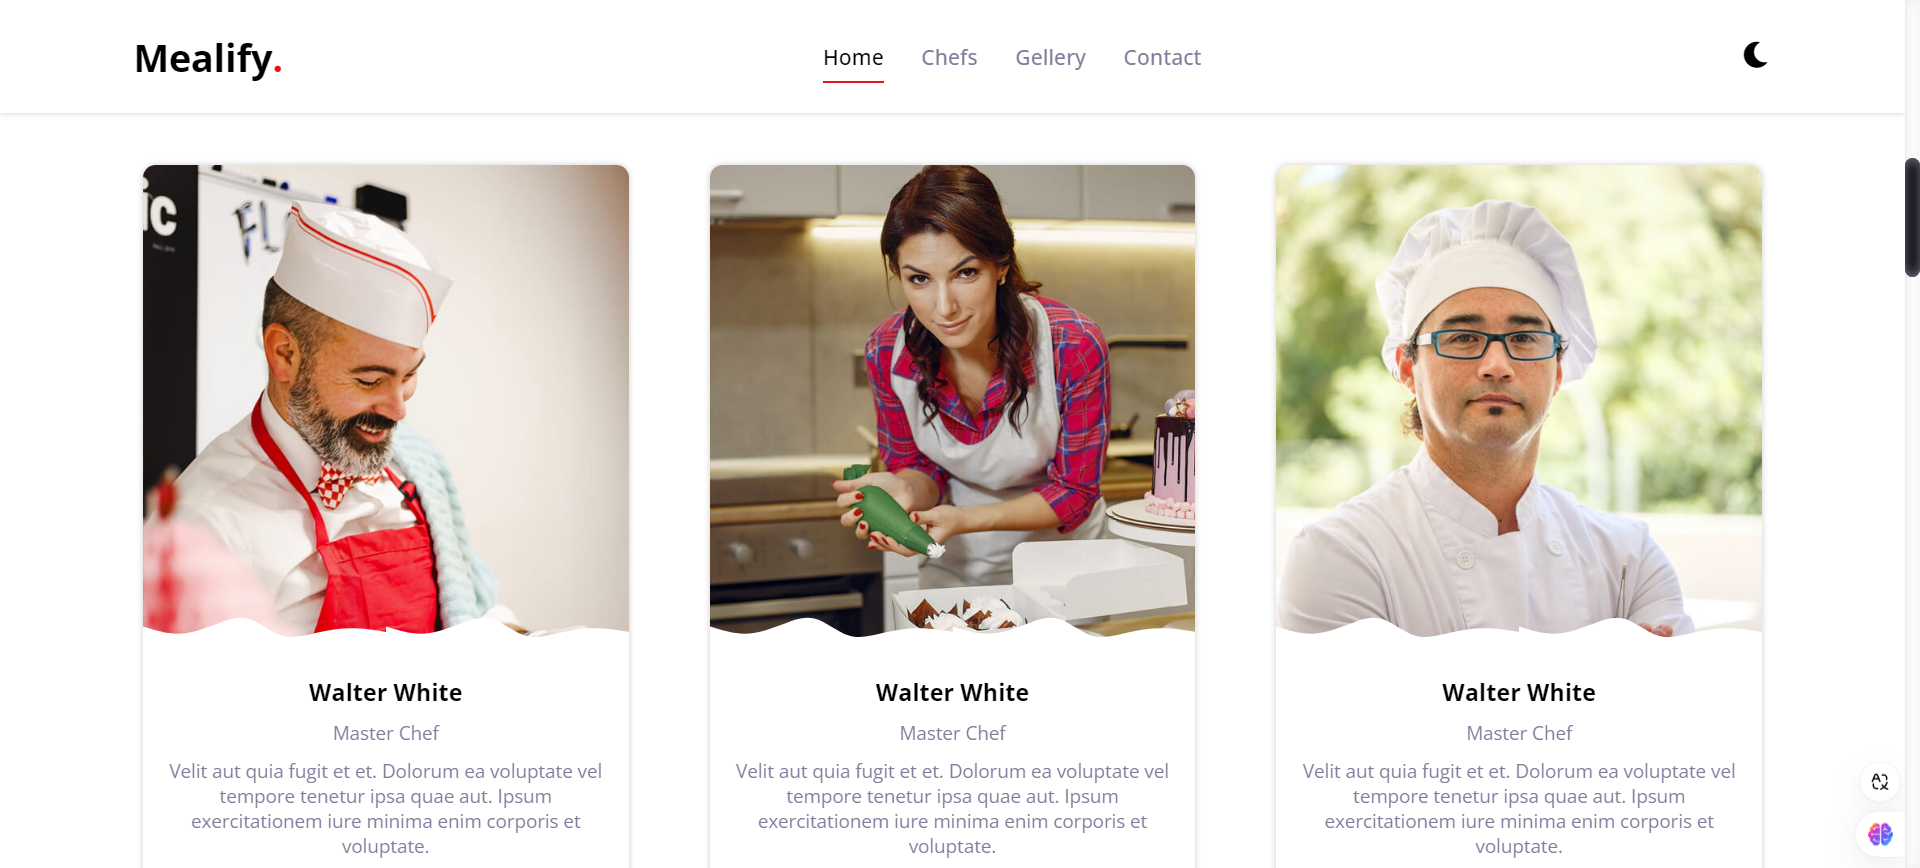 Mealify.
Home Chefs Gellery Contact
ic
FL
Walter White
Master Chef
Velit aut quia fugit et et. Dolorum ea voluptate vel
tempore tenetur ipsa quae aut. Ipsum
exercitationem iure minima enim corporis et
voluptate.
Walter White
Master Chef
Velit aut quia fugit et et. Dolorum ea voluptate vel
tempore tenetur ipsa quae aut. Ipsum
exercitationem iure minima enim corporis et
voluptate.
Walter White
Master Chef
Velit aut quia fugit et et. Dolorum ea voluptate vel
tempore tenetur ipsa quae aut. Ipsum
exercitationem iure minima enim corporis et
voluptate.